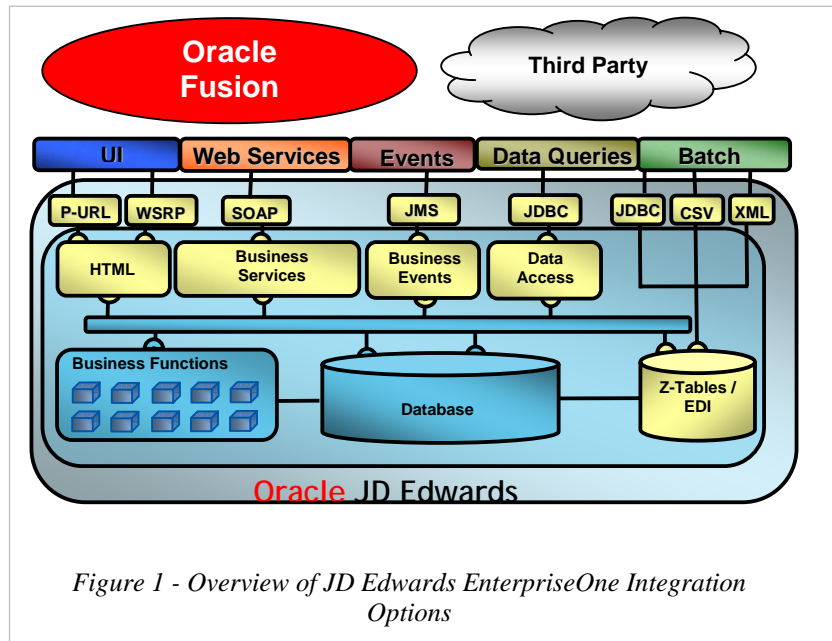 Oracle
Fusion
Third Party
UI
Web Services
Events
Data Queries
Batch
P-URL
WSRP
SOAP
JMS
JDBC
JDBC
CSV
XML
HTML
Business
Services
Business
Events
Data
Access
Business Functions
Database
Z-Tables /
EDI
Oracle JD Edwards
Figure 1 - Overview of JD Edwards EnterpriseOne Integration
Options